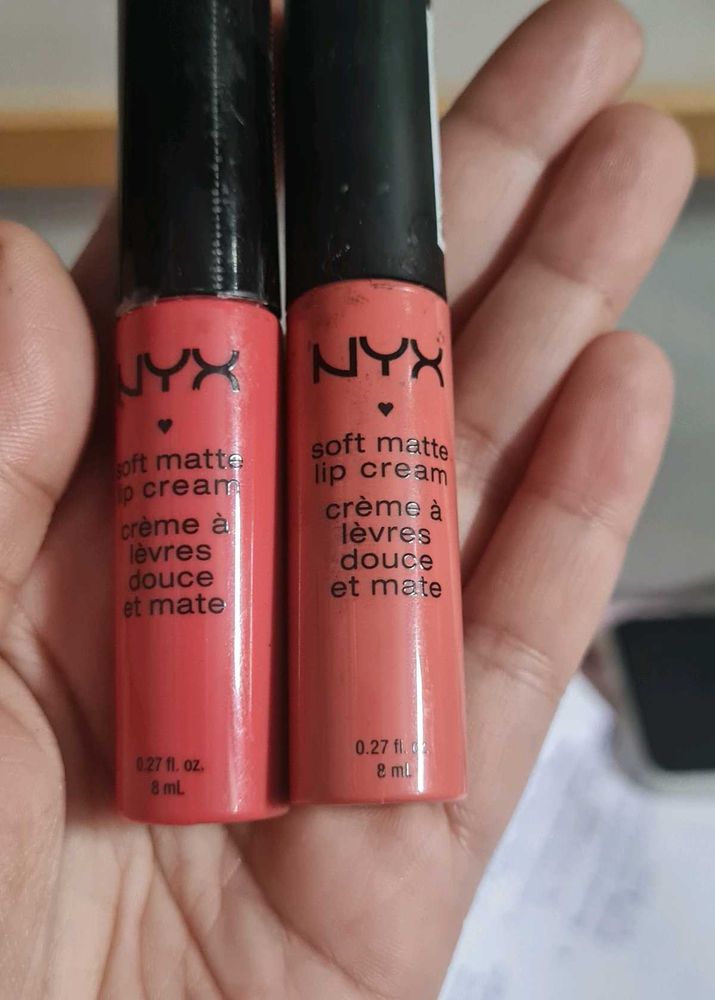 NYX
soft matte
lip cream
crème à
lèvres
douce
et mate
0.27 fl. oz.
8 mL
NYX
soft matte
lip cream
crème à
lèvres
douce
et mate
0.27 fl. oz.
8 mL